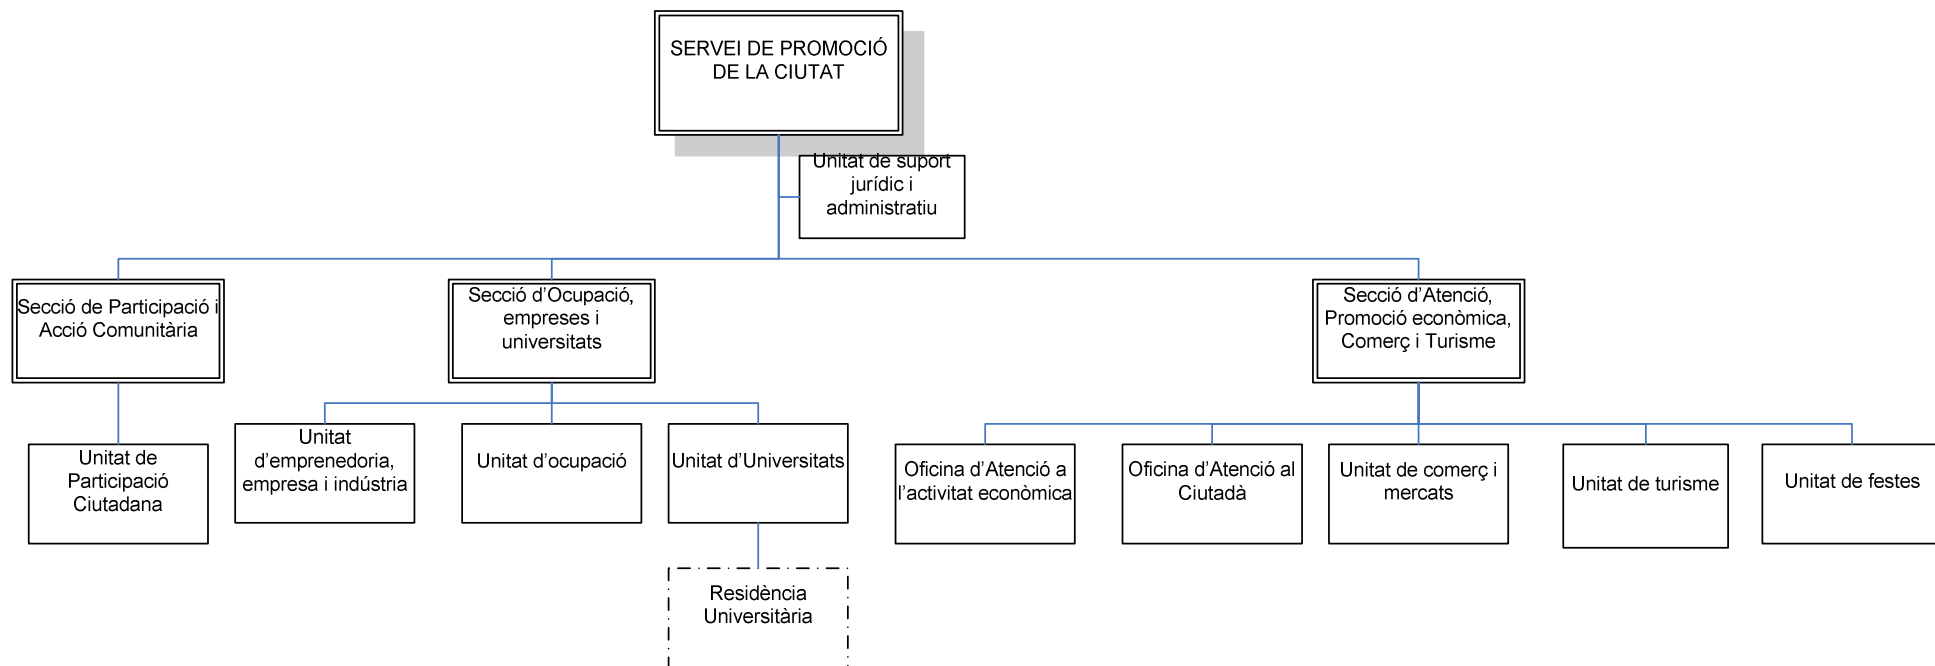 SERVEI DE PROMOCIÓ
DE LA CIUTAT
Unitat de suport
jurídic i
administratiu
Secció de Participació i
Acció Comunitària
Secció d’Ocupació,
empreses i
universitats
Secció d’Atenció,
Promoció econòmica,
Comerç i Turisme
Unitat de
Participació
Ciutadana
Unitat
d’emprenedoria,
empresa i indústria
Unitat d’ocupació
Unitat d’Universitats
Oficina d’Atenció a
l’activitat econòmica
Oficina d’Atenció al
Ciutadà
Unitat de comerç i
mercats
Unitat de turisme
Unitat de festes
Residència
Universitària